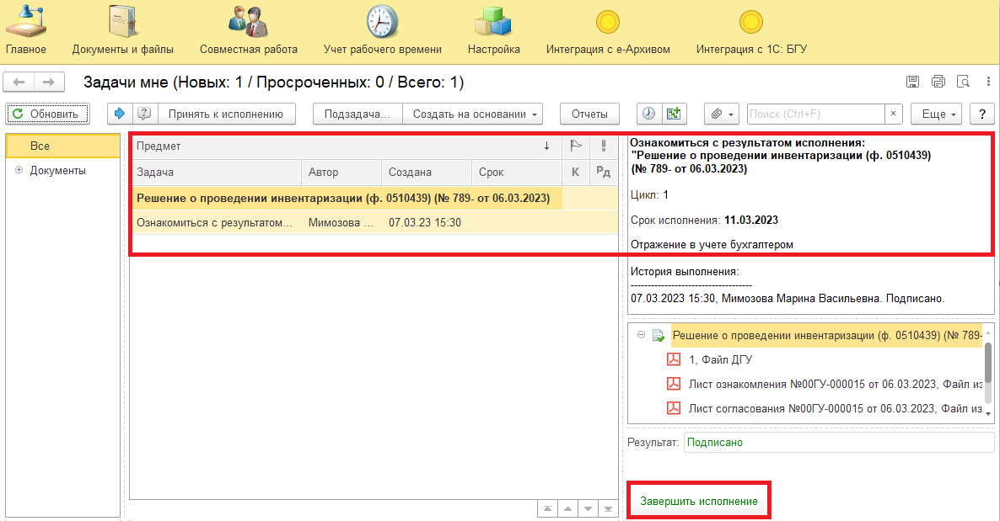 Главное
Документы и файлы
Совместная работа
Учет рабочего времени
Настройка
Интеграция с е-Архивом
Интеграция с 1С: БГУ
Задачи мне (Новых: 1 / Просроченных: 0 / Всего: 1)
Обновить
Принять к исполнению
Подзадача...
Создать на основании
Отчеты
Поиск (Ctrl+F)
×
Еще
?
Все
Документы
Предмет ↓
Задача
Автор
Создана
Срок
К
Рд
Решение о проведении инвентаризации (ф. 0510439) (№ 789- от 06.03.2023)
Ознакомиться с результатом...
Мимозова ...
07.03.23 15:30
Ознакомиться с результатом исполнения:
"Решение о проведении инвентаризации (ф. 0510439)
(№ 789- от 06.03.2023)
Цикл: 1
Срок исполнения: 11.03.2023
Отражение в учете бухгалтером
История выполнения:
------------------------------------
07.03.2023 15:30, Мимозова Марина Васильевна. Подписано.
Решение о проведении инвентаризации (ф. 0510439) (№ 789-
1, Файл ДГУ
Лист ознакомления №00ГУ-000015 от 06.03.2023, Файл из
Лист согласования №00ГУ-000015 от 06.03.2023, Файл из
Результат: Подписано
Завершить исполнение